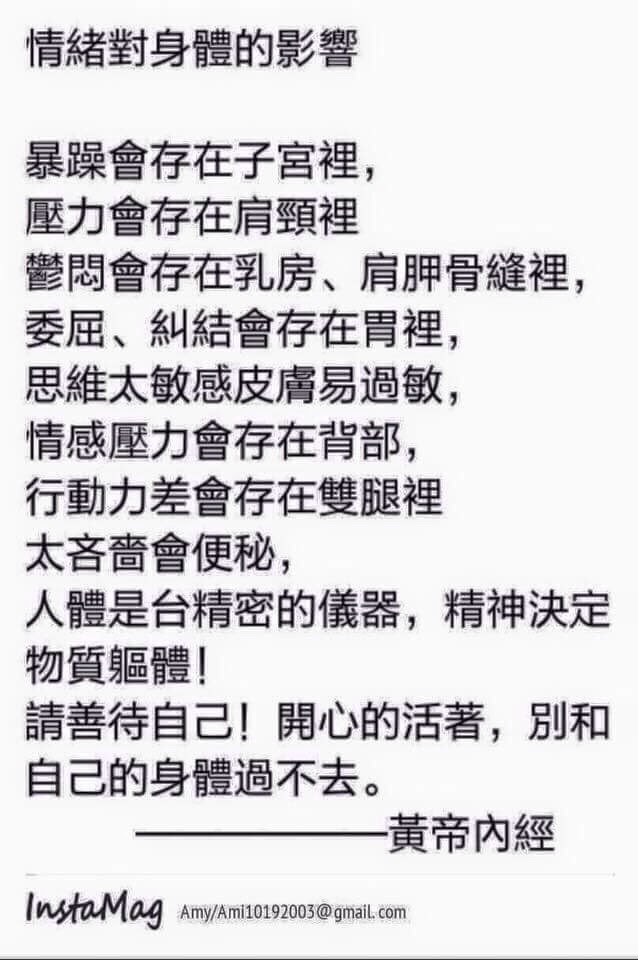 情緒對身體的影響
暴躁會存在子宮裡，
壓力會存在肩頸裡
鬱悶會存在乳房、肩胛骨縫裡，
委屈、糾結會存在胃裡，
思維太敏感皮膚易過敏，
情感壓力會存在背部，
行動力差會存在雙腿裡
太吝嗇會便秘，
人體是台精密的儀器，精神決定
物質軀體！
請善待自己！開心的活著，別和
自己的身體過不去。
——————黃帝內經
InstaMag Amy/Ami10192003@gmail.com